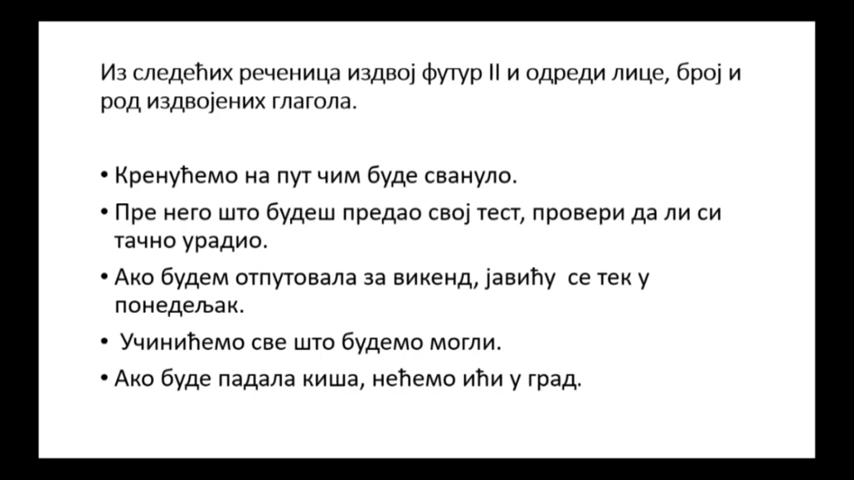 Из следећих реченица издвој футур II и одреди лице, број и
род издвојених глагола.
• Кренућемо на пут чим буде свануло.
• Пре него што будеш предао свој тест, провери да ли си
тачно урадио.
• Ако будем отпутовала за викенд, јавићу  се тек у
понедељак.
•  Учинићемо све што будемо могли.
• Ако буде падала киша, нећемо ићи у град.